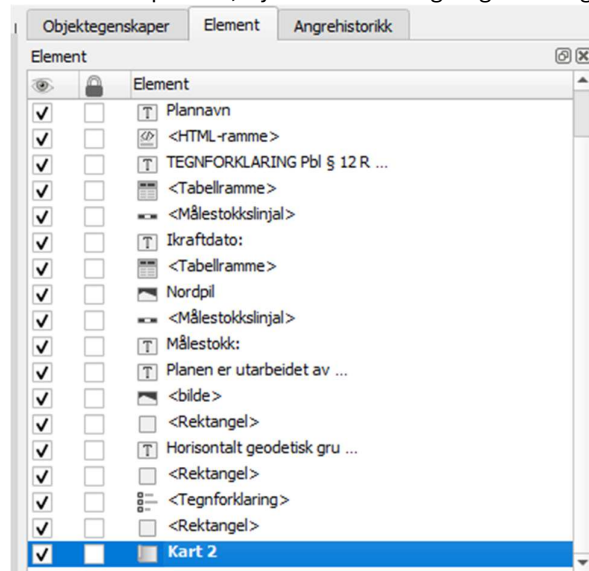 Objektegenskaper Element Angrehistorikk
Element
Element
Plannavn
<HTML-ramme>
TEGNFORKLARING Pbl § 12 R ...
<Tabellramme>
<Målestokkslinjal>
Ikraftdato:
<Tabellramme>
Nordpil
<Målestokkslinjal>
Målestokk:
Planen er utarbeidet av ...
<bilde>
<Rektangel>
Horisontalt geodetisk gru ...
<Rektangel>
<Tegnforklaring>
<Rektangel>
Kart 2